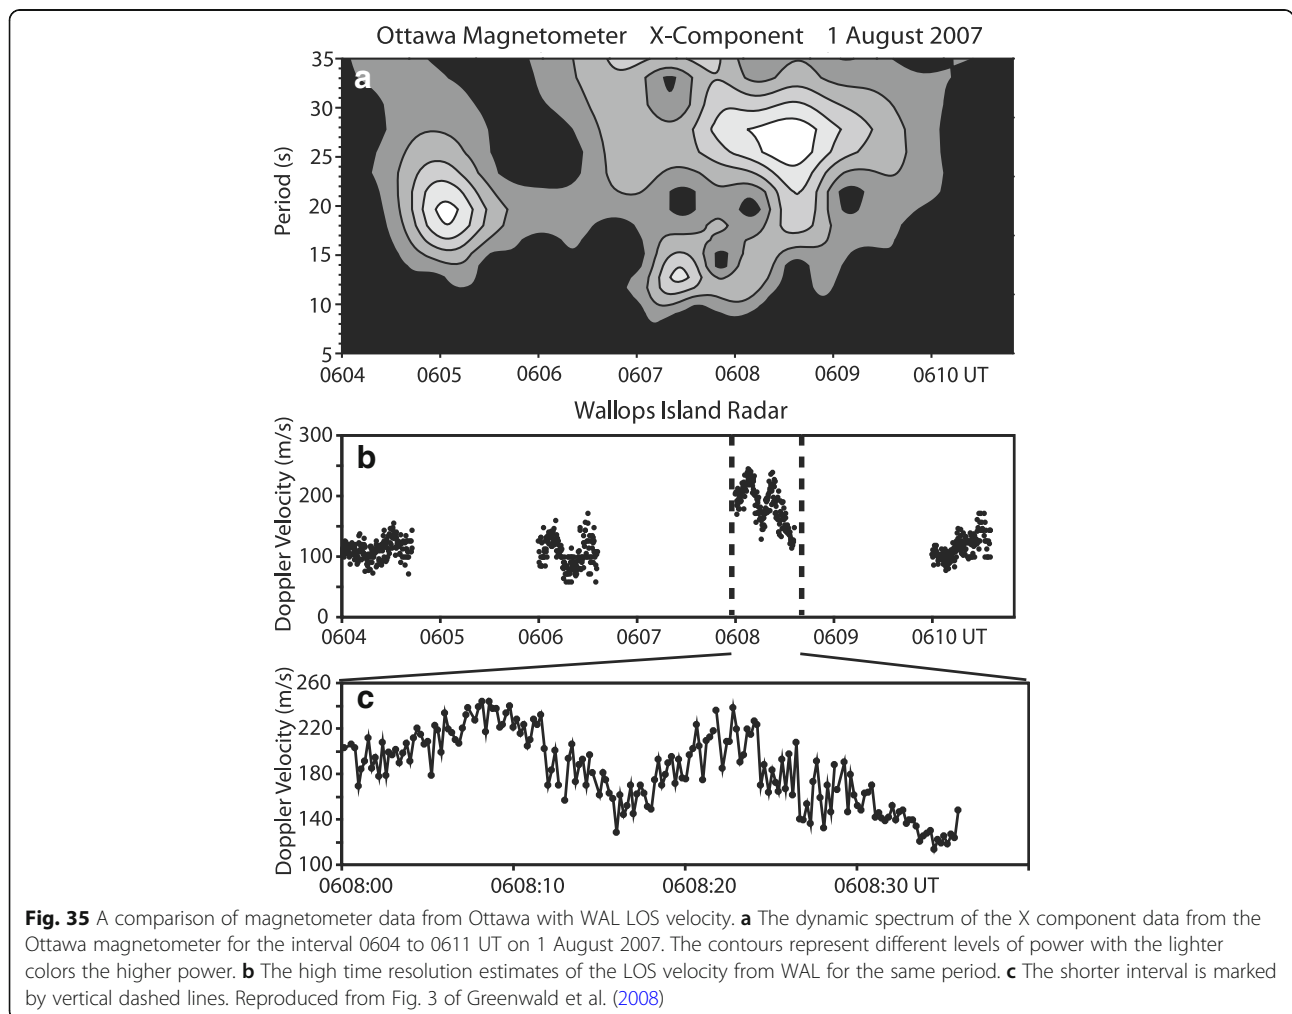 Ottawa Magnetometer X-Component 1 August 2007
a
Period (s)
35
30
25
20
15
10
5
0604 0605 0606 0607 0608 0609 0610 UT
Wallops Island Radar
b
Doppler Velocity (m/s)
300
200
100
0
0604 0605 0606 0607 0608 0609 0610 UT
c
Doppler Velocity (m/s)
260
220
180
140
100
0608:00 0608:10 0608:20 0608:30 UT
Fig. 35 A comparison of magnetometer data from Ottawa with WAL LOS velocity. a The dynamic spectrum of the X component data from the
Ottawa magnetometer for the interval 0604 to 0611 UT on 1 August 2007. The contours represent different levels of power with the lighter
colors the higher power. b The high time resolution estimates of the LOS velocity from WAL for the same period. c The shorter interval is marked
by vertical dashed lines. Reproduced from Fig. 3 of Greenwald et al. (2008)